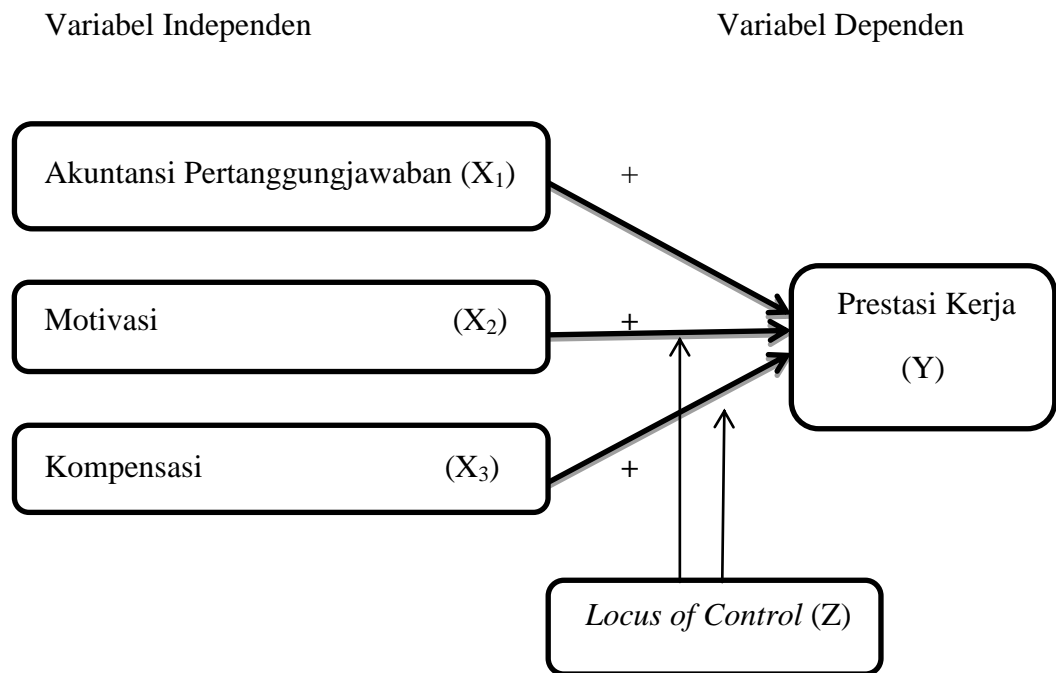 Variabel Independen Variabel Dependen
Akuntansi Pertanggungjawaban (X₁) +
Motivasi (X₂) +
Prestasi Kerja
(Y)
Kompensasi (X₃) +
Locus of Control (Z)